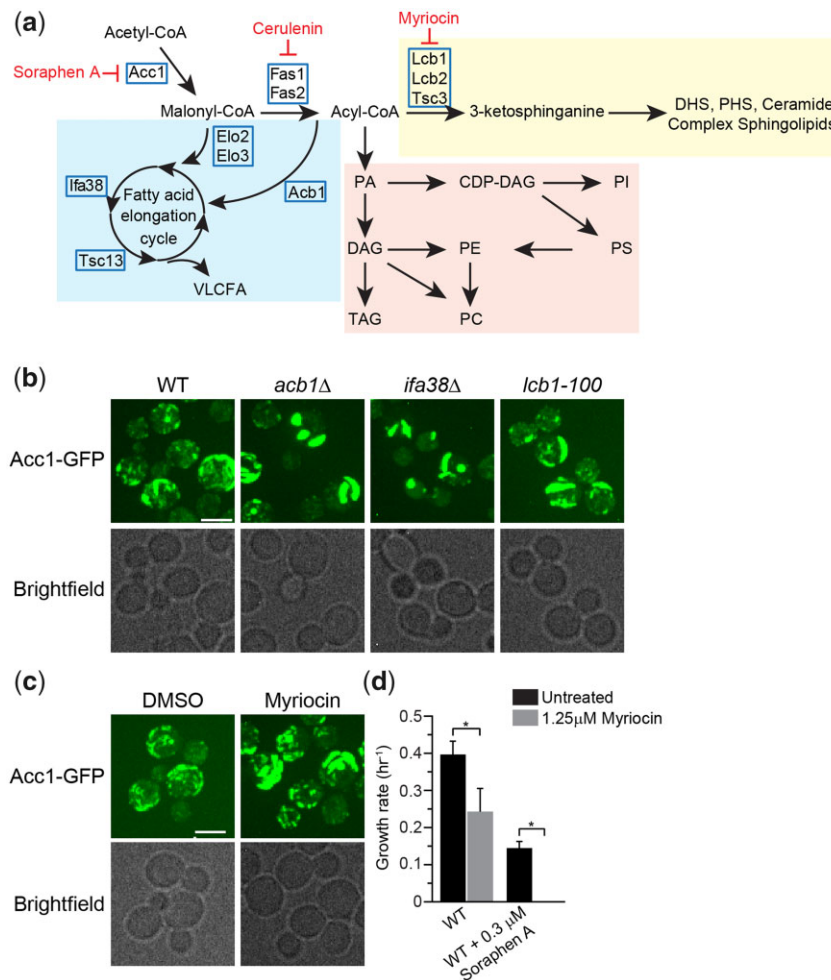 (a)
Acetyl-CoA
Soraphen A
Acc1
Malonyl-CoA
Cerulenin
Fas1
Fas2
Acyl-CoA
Myriocin
Lcb1
Lcb2
Tsc3
3-ketosphinganine
DHS, PHS, Ceramide
Complex Sphingolipids
Elo2
Elo3
Ifa38
Fatty acid
elongation
cycle
Acb1
Tsc13
VLCFA
PA
CDP-DAG
PI
DAG
PE
PS
TAG
PC
(b)
WT
acb1Δ
ifa38Δ
lcb1-100
Acc1-GFP
Brightfield
(c)
DMSO
Myriocin
Acc1-GFP
Brightfield
(d)
Untreated
1.25μM Myriocin
Growth rate (hr⁻¹)
0.5
0.4
0.3
0.2
0.1
0
*
*
WT
WT + 0.3 μM
Soraphen A